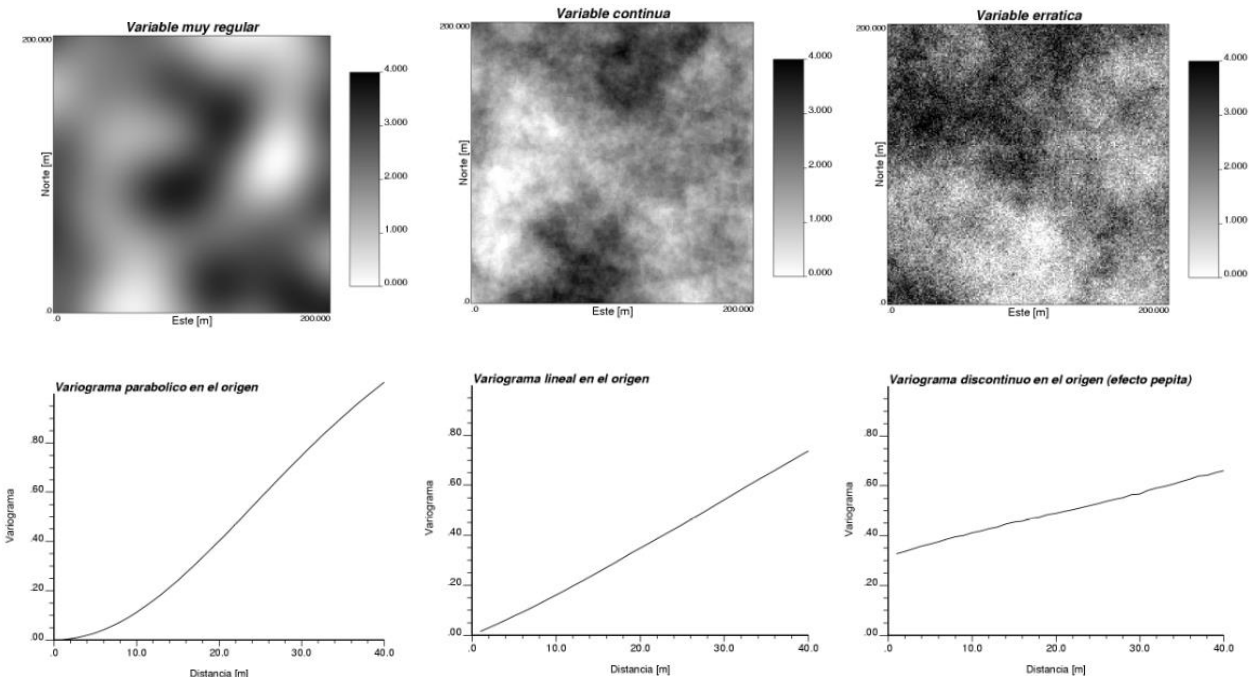 Variable muy regular
200.000
Norte [m]
.0
.0
Este [m]
200.000
4.000
3.000
2.000
1.000
0.000
Variable continua
200.000
Norte [m]
.0
.0
Este [m]
200.000
4.000
3.000
2.000
1.000
0.000
Variable erratica
200.000
Norte [m]
.0
.0
Este [m]
200.000
4.000
3.000
2.000
1.000
0.000
Variograma parabolico en el origen
Variograma
.80
.60
.40
.20
.00
.0 10.0 20.0 30.0 40.0
Distancia [m]
Variograma lineal en el origen
Variograma
.80
.60
.40
.20
.00
.0 10.0 20.0 30.0 40.0
Distancia [m]
Variograma discontinuo en el origen (efecto pepita)
Variograma
.80
.60
.40
.20
.00
.0 10.0 20.0 30.0 40.0
Distancia [m]